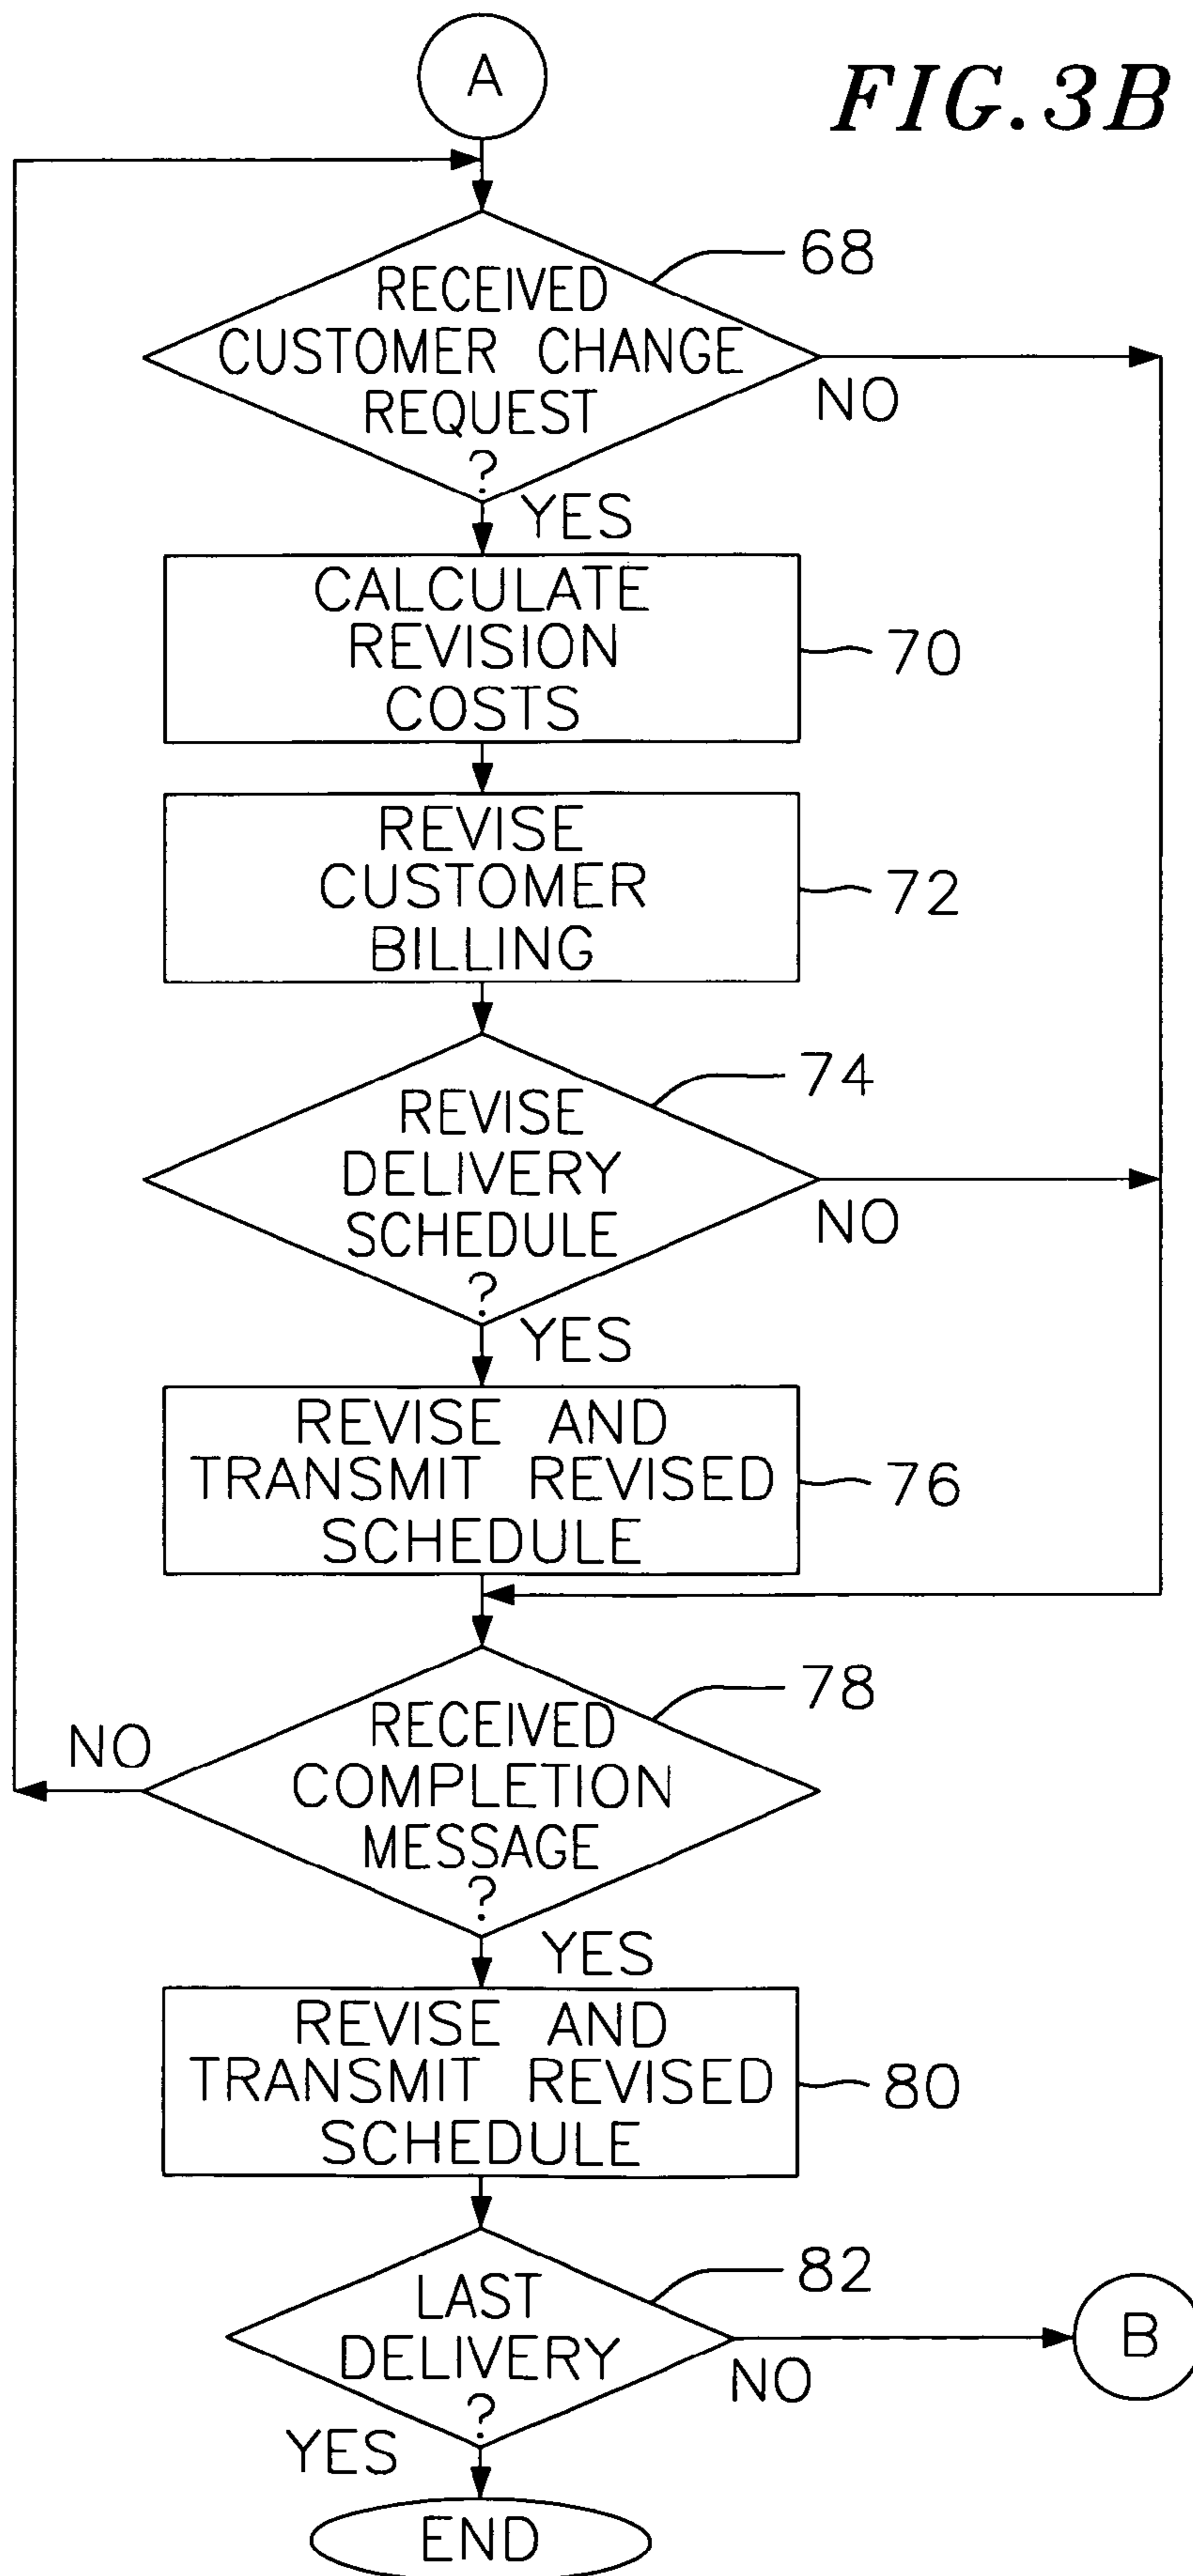 A
FIG. 3B
68
RECEIVED
CUSTOMER CHANGE
REQUEST
?
NO
YES
CALCULATE
REVISION
COSTS
70
REVISE
CUSTOMER
BILLING
72
74
REVISE
DELIVERY
SCHEDULE
?
NO
YES
REVISE AND
TRANSMIT REVISED
SCHEDULE
76
78
RECEIVED
COMPLETION
MESSAGE
?
NO
YES
REVISE AND
TRANSMIT REVISED
SCHEDULE
80
82
LAST
DELIVERY
?
NO
B
YES
END